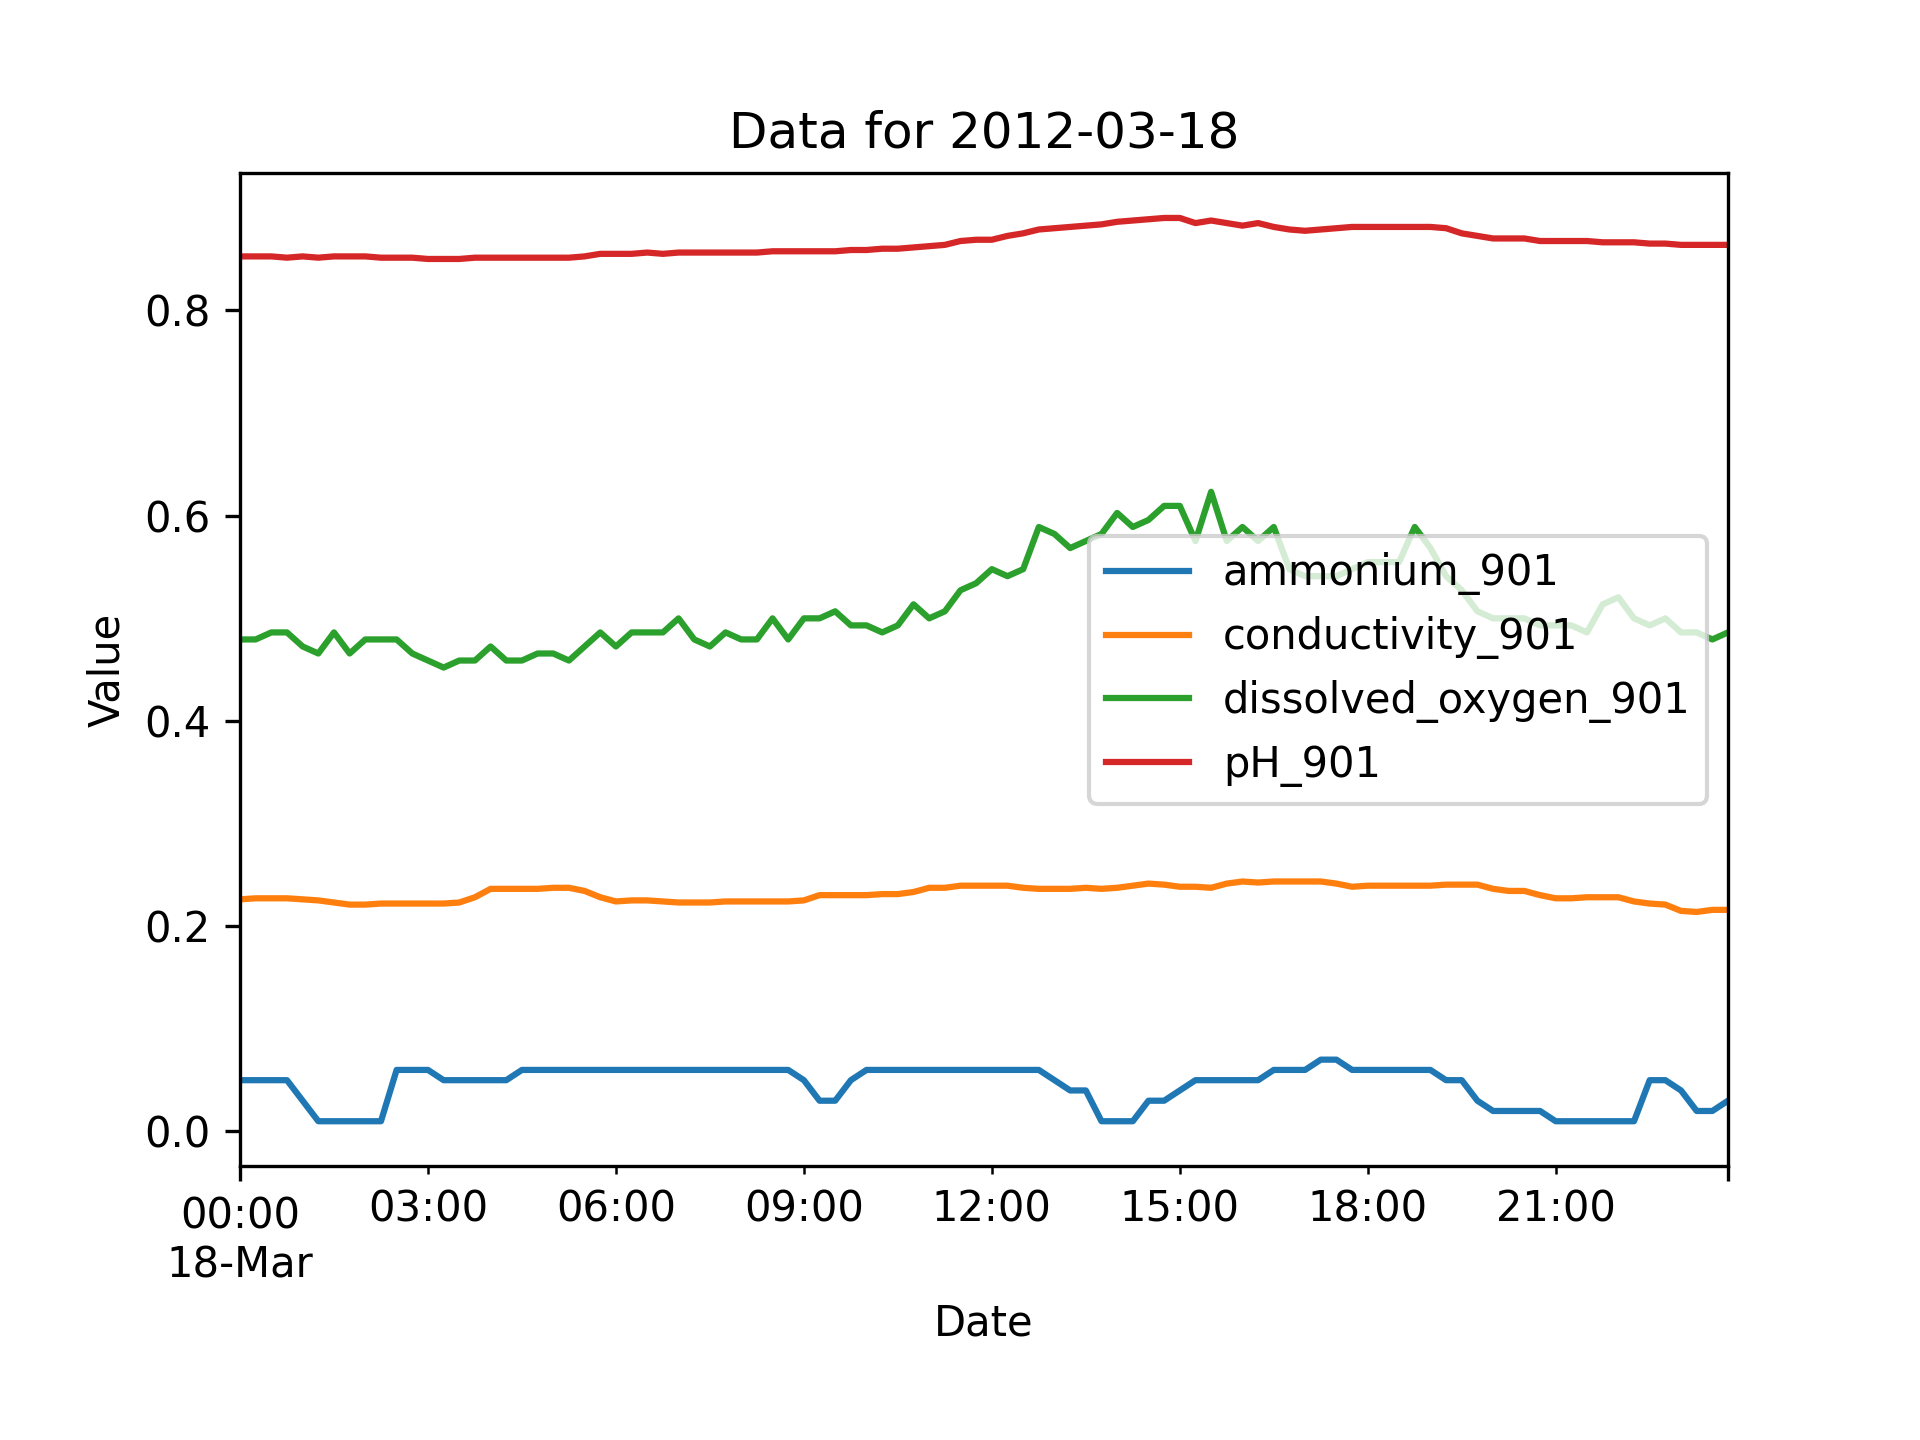 Data for 2012-03-18
Value
0.8
0.6
0.4
0.2
0.0
ammonium_901
conductivity_901
dissolved_oxygen_901
pH_901
00:00 03:00 06:00 09:00 12:00 15:00 18:00 21:00
18-Mar
Date